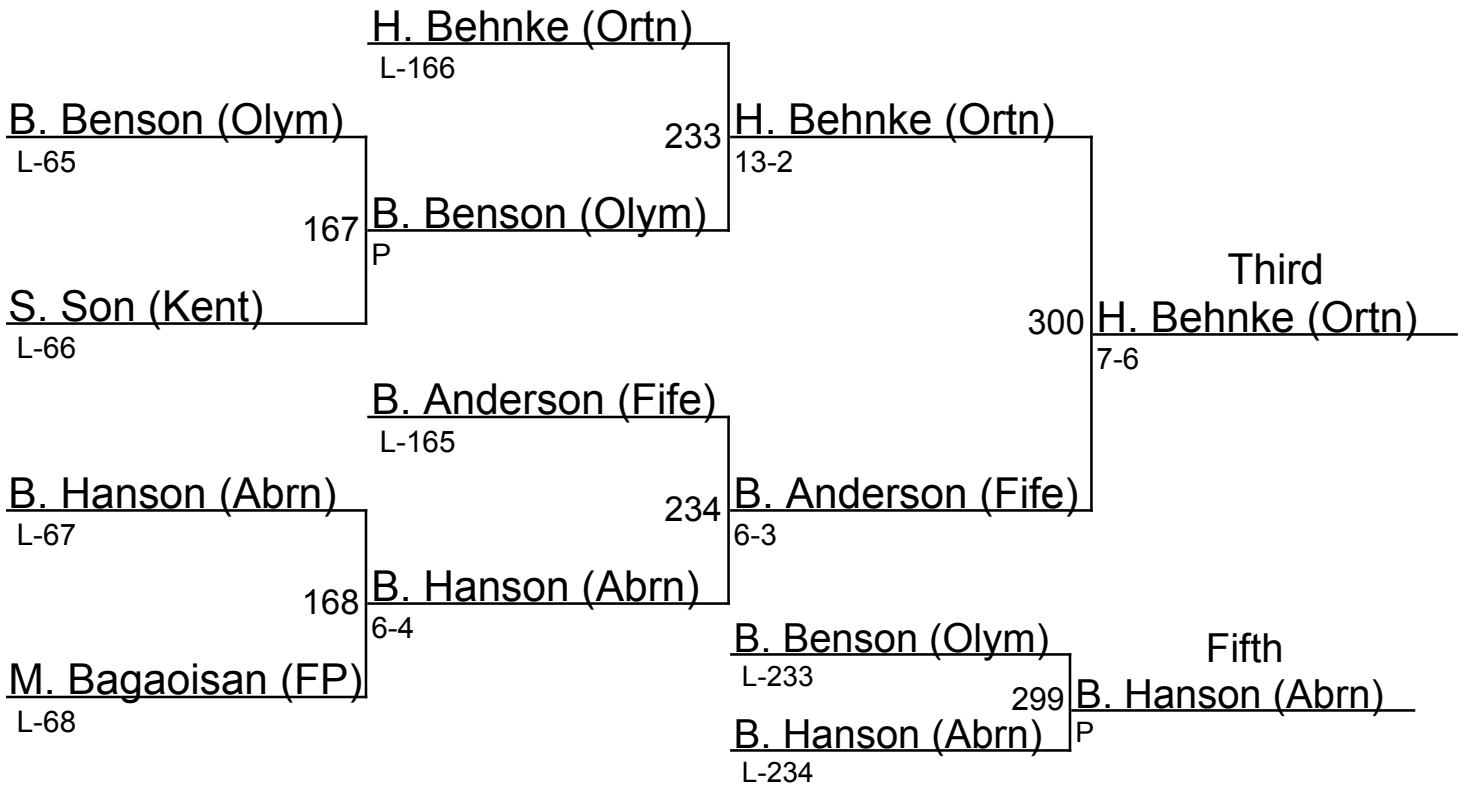 H. Behnke (Ortn)
L-166
B. Benson (Olym)
L-65
233
H. Behnke (Ortn)
13-2
167
B. Benson (Olym)
P
S. Son (Kent)
L-66
Third
300
H. Behnke (Ortn)
7-6
B. Anderson (Fife)
L-165
B. Hanson (Abrn)
L-67
234
B. Anderson (Fife)
6-3
168
B. Hanson (Abrn)
6-4
M. Bagaoisan (FP)
L-68
B. Benson (Olym)
L-233
Fifth
299
B. Hanson (Abrn)
P
B. Hanson (Abrn)
L-234